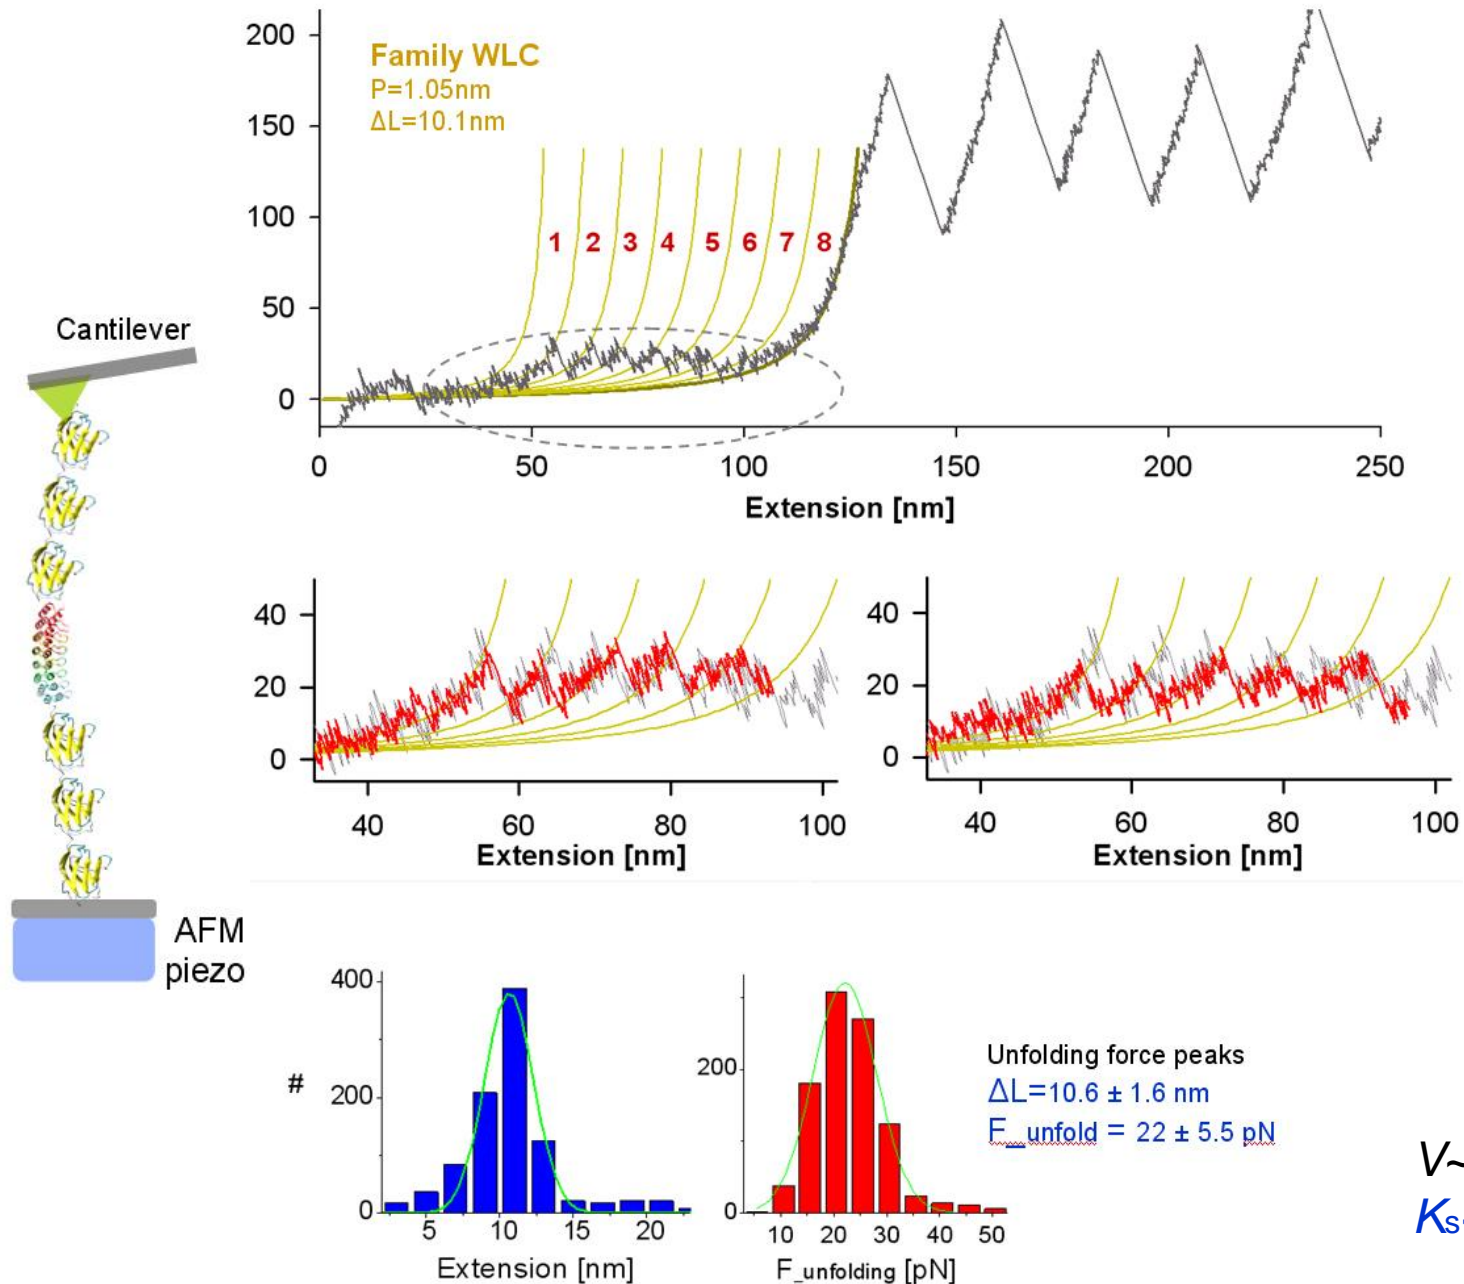 200
150
100
50
0
Family WLC
P=1.05nm
ΔL=10.1nm
1 2 3 4 5 6 7 8
0 50 100 150 200 250
Extension [nm]
Cantilever
AFM
piezo
40
20
0
40 60 80 100
Extension [nm]
40
20
0
40 60 80 100
Extension [nm]
400
200
0
#
5 10 15 20
Extension [nm]
200
0
10 20 30 40 50
F_unfolding [pN]
Unfolding force peaks
ΔL=10.6 ± 1.6 nm
F_unfold = 22 ± 5.5 pN
V~